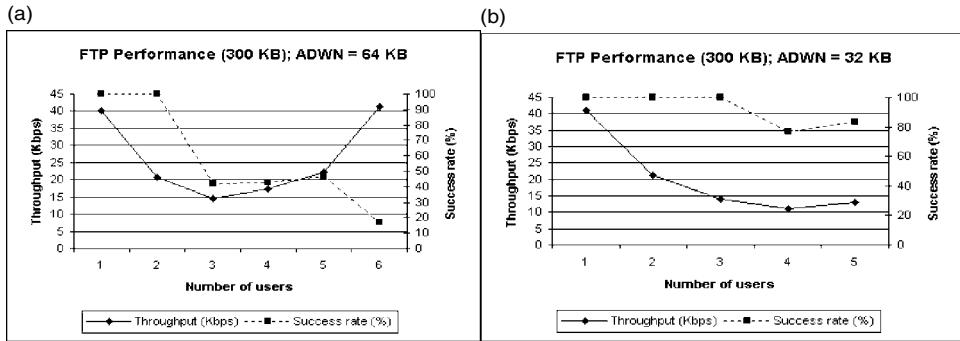 (a)
FTP Performance (300 KB); ADWN = 64 KB
Throughput (Kbps)
45
40
35
30
25
20
15
10
5
0
100
90
80
70
60
50
40
30
20
10
0
Success rate (%)
1 2 3 4 5 6
Number of users
Throughput (Kbps) Success rate (%)
(b)
FTP Performance (300 KB); ADWN = 32 KB
Throughput (Kbps)
45
40
35
30
25
20
15
10
5
0
100
80
60
40
20
0
Success rate (%)
1 2 3 4 5
Number of users
Throughput (Kbps) Success rate (%)